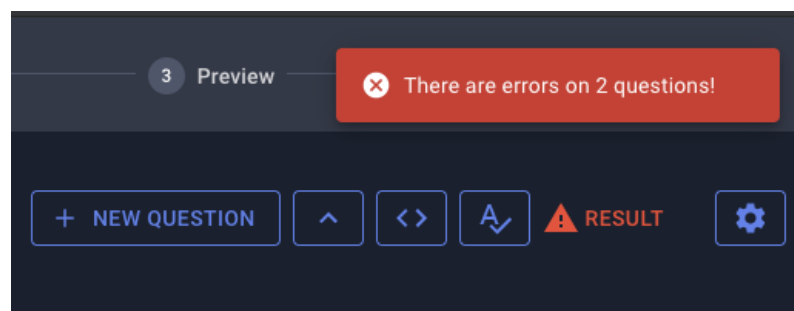 3 Preview
There are errors on 2 questions!
+ NEW QUESTION
RESULT